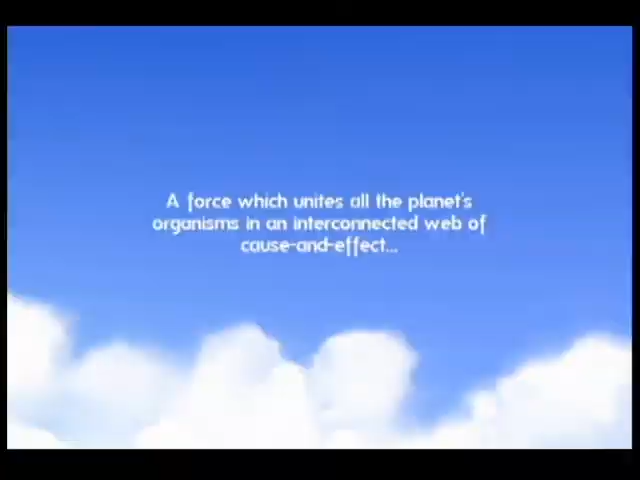 A force which unites all the planet's
organisms in an interconnected web of
cause-and-effect...